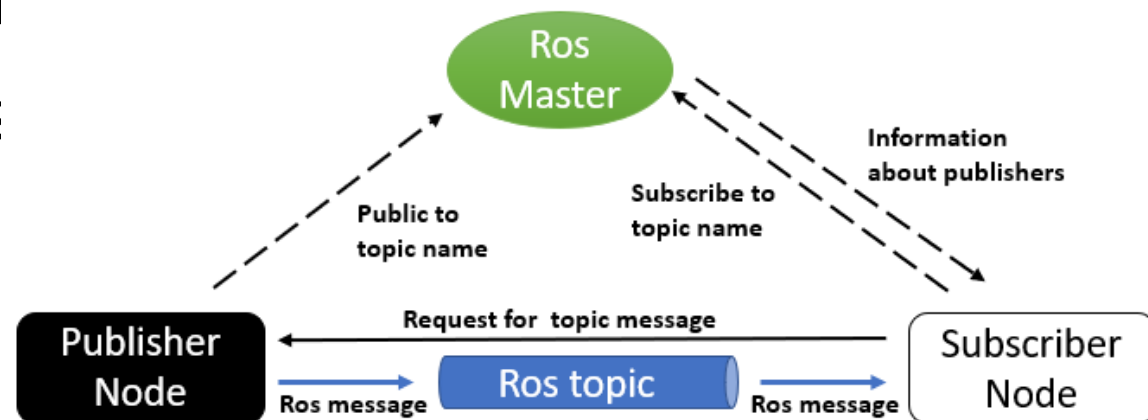 Ros
Master
Information
about publishers
Subscribe to
topic name
Public to
topic name
Request for topic message
Publisher
Node
Ros message
Ros topic
Ros message
Subscriber
Node